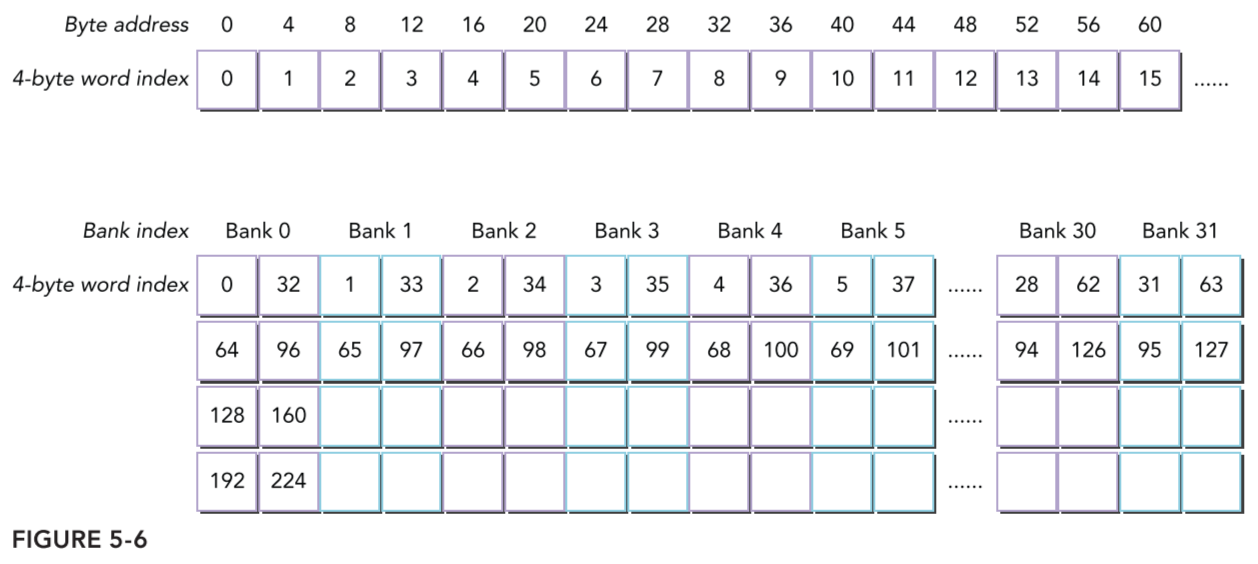 Byte address 0 4 8 12 16 20 24 28 32 36 40 44 48 52 56 60
4-byte word index 0 1 2 3 4 5 6 7 8 9 10 11 12 13 14 15 ......
Bank index Bank 0 Bank 1 Bank 2 Bank 3 Bank 4 Bank 5 Bank 30 Bank 31
4-byte word index 0 32 1 33 2 34 3 35 4 36 5 37 ...... 28 62 31 63
64 96 65 97 66 98 67 99 68 100 69 101 ...... 94 126 95 127
128 160 ......
192 224 ......
FIGURE 5-6